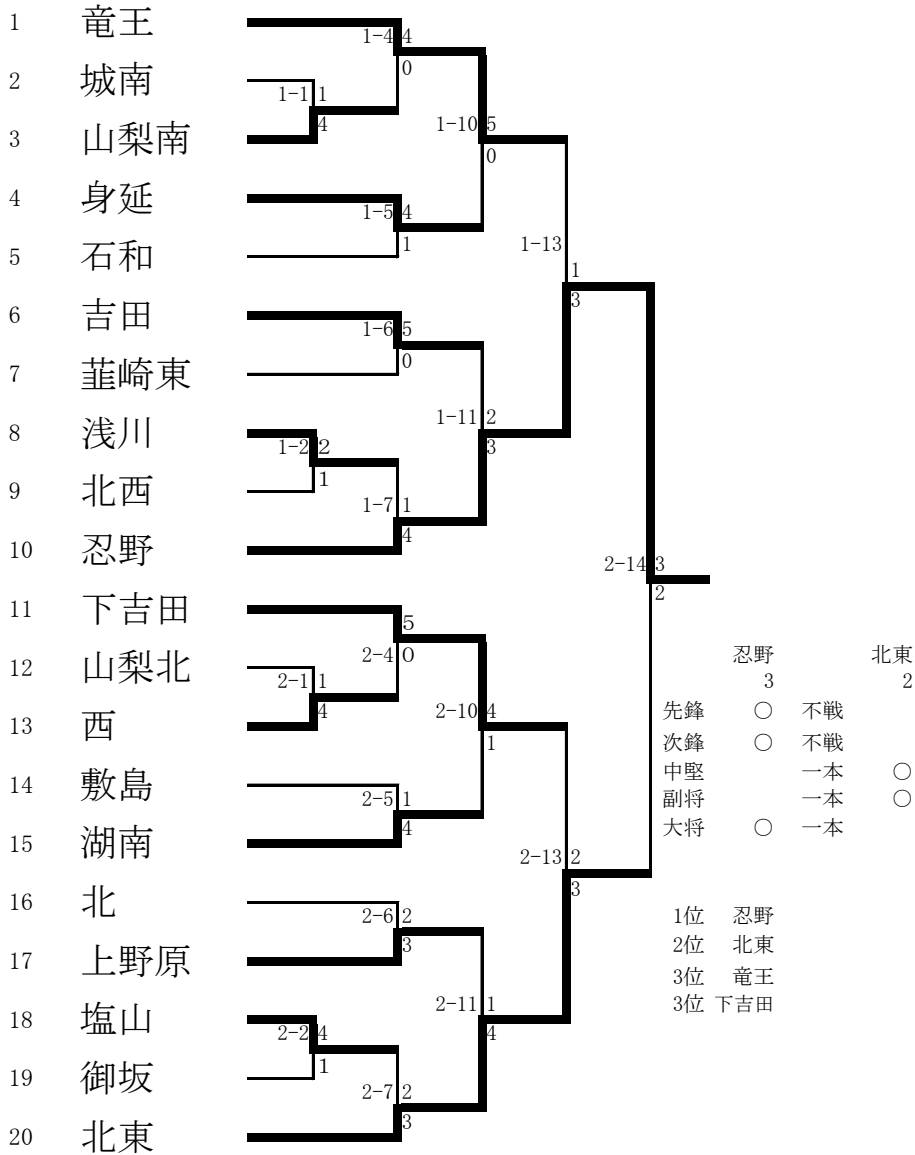 1 竜王
1-4 4
0
2 城南
1-1 1
4
3 山梨南
1-10 5
0
4 身延
1-5 4
1
5 石和
1-13
1
3
6 吉田
1-6 5
0
7 韮崎東
1-11 2
3
8 浅川
1-2 2
1
9 北西
1-7 1
4
10 忍野
2-14 3
2
11 下吉田
5
2-4 0
12 山梨北
2-1 1
4
13 西
2-10 4
1
14 敷島
2-5 1
4
15 湖南
2-13 2
3
16 北
2-6 2
3
17 上野原
2-11 1
4
18 塩山
2-2 4
1
19 御坂
2-7 2
3
20 北東
忍野 北東
3 2
先鋒 ○ 不戦
次鋒 ○ 不戦
中堅 一本 ○
副将 一本 ○
大将 ○ 一本
1位 忍野
2位 北東
3位 竜王
3位 下吉田